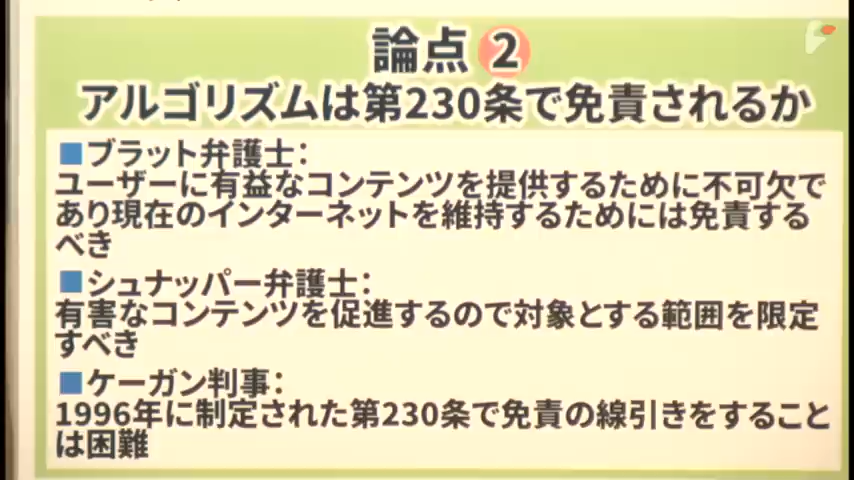 論点 2
アルゴリズムは第230条で免責されるか
■ブラット弁護士：
ユーザーに有益なコンテンツを提供するために不可欠で
あり現在のインターネットを維持するためには免責する
べき
■シュナッパー弁護士：
有害なコンテンツを促進するので対象とする範囲を限定
すべき
■ケーガン判事：
1996年に制定された第230条で免責の線引きをすること
は困難